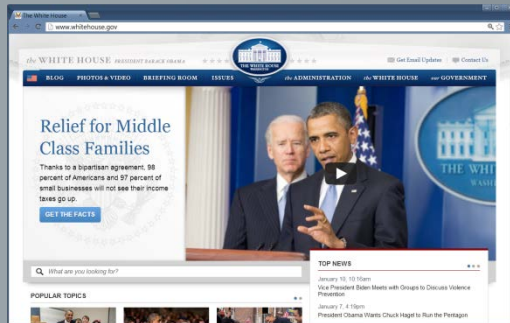 The White House
www.whitehouse.gov
the WHITE HOUSE PRESIDENT BARACK OBAMA
THE WHITE HOUSE
WASHINGTON
Get Email Updates
Contact Us
BLOG PHOTOS & VIDEO BRIEFING ROOM ISSUES the ADMINISTRATION the WHITE HOUSE our GOVERNMENT
Relief for Middle
Class Families
Thanks to a bipartisan agreement, 98
percent of Americans and 97 percent of
small businesses will not see their income
taxes go up.
GET THE FACTS
THE WHI
WASHI
What are you looking for?
POPULAR TOPICS
TOP NEWS
January 10, 10:16am
Vice President Biden Meets with Groups to Discuss Violence
Prevention
January 7, 4:19pm
President Obama Wants Chuck Hagel to Run the Pentagon